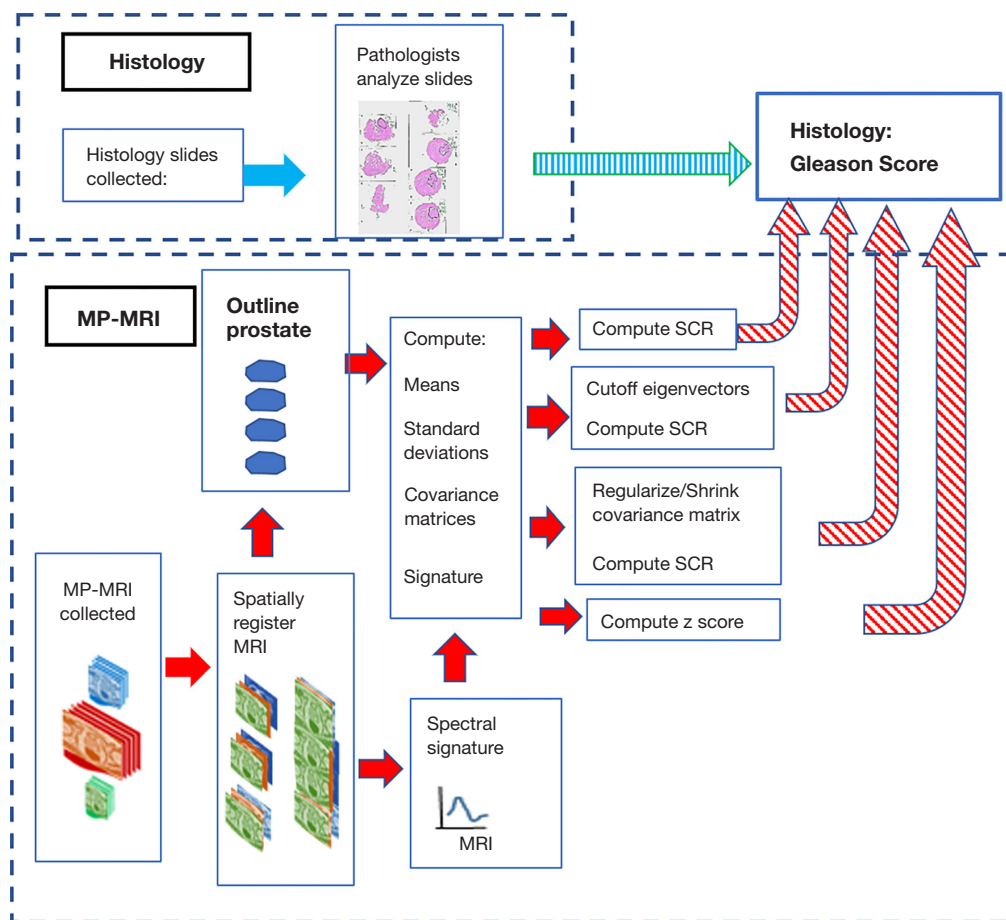 Histology
Histology slides
collected:
Pathologists
analyze slides
Histology:
Gleason Score
MP-MRI
MP-MRI
collected
Spatially
register
MRI
Outline
prostate
Spectral
signature
MRI
Compute:
Means
Standard
deviations
Covariance
matrices
Signature
Compute SCR
Cutoff eigenvectors
Compute SCR
Regularize/Shrink
covariance matrix
Compute SCR
Compute z score